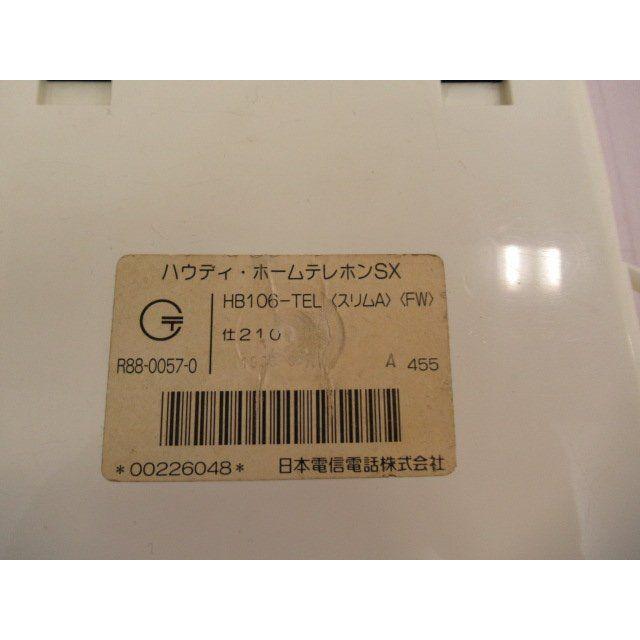 ハウディ・ホームテレホンSX
HB106-TEL〈スリムA〉〈FW〉
仕210
R88-0057-0
A 455
*00226048*
日本電信電話株式会社